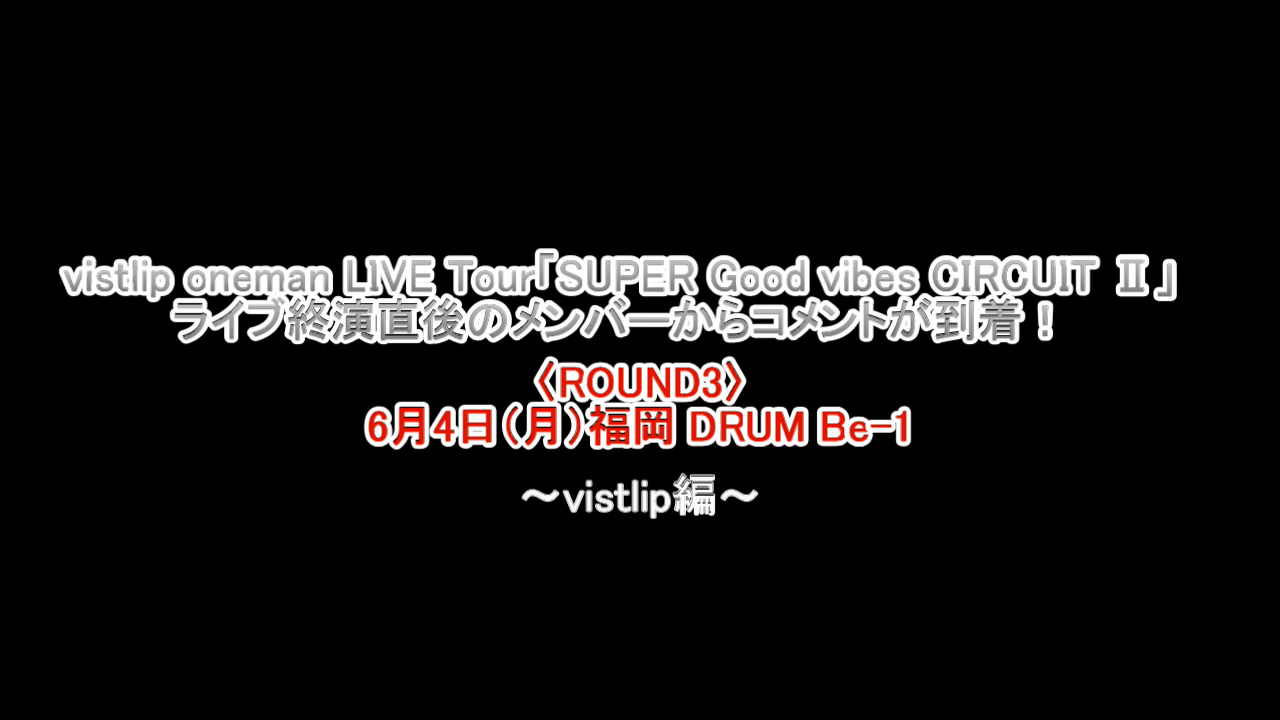 vistlip oneman LIVE Tour「SUPER Good vibes CIRCUIT Ⅱ」
ライブ終演直後のメンバーからコメントが到着！
〈ROUND3〉
6月4日（月）福岡 DRUM Be-1
～vistlip編～